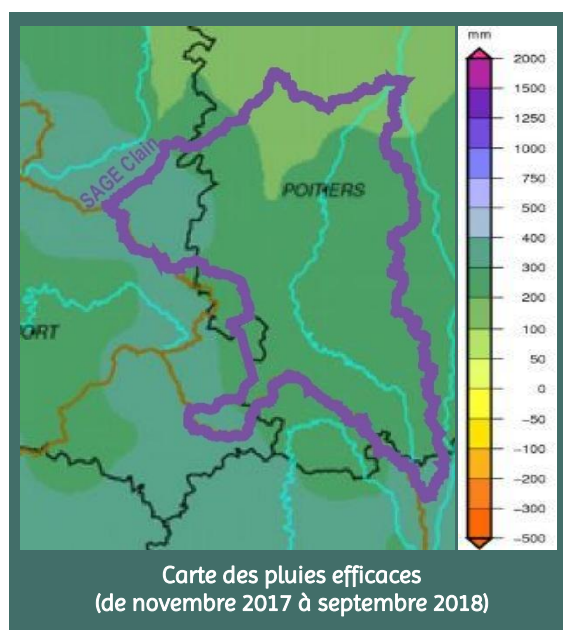 mm
2000
1500
1250
1000
750
500
400
300
200
100
50
0
-50
-100
-200
-300
-500
SAGE Clain
POITIERS
ORT
Carte des pluies efficaces
(de novembre 2017 à septembre 2018)